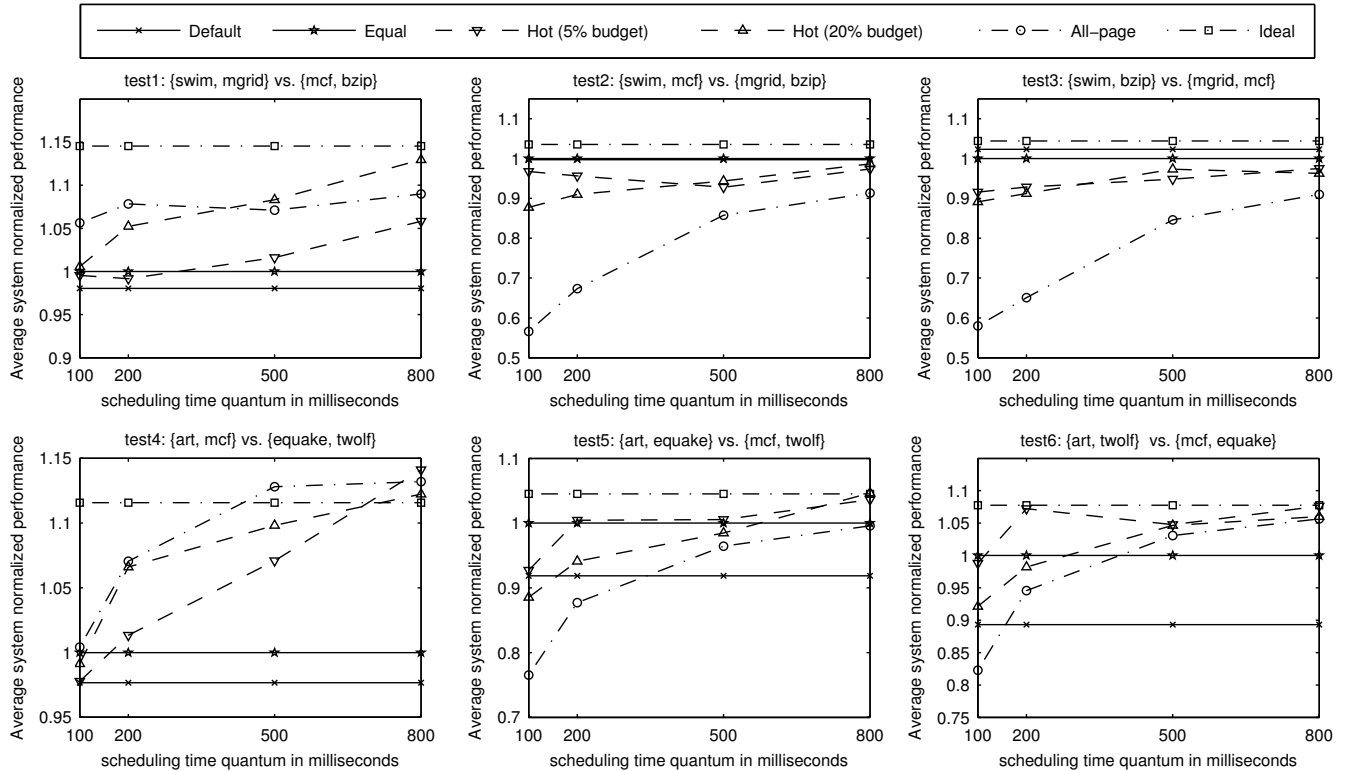 Default Equal Hot (5% budget) Hot (20% budget) All−page Ideal
test1: {swim, mgrid} vs. {mcf, bzip}
Average system normalized performance
1.15
1.1
1.05
1
0.95
0.9
100 200 500 800
scheduling time quantum in milliseconds
test2: {swim, mcf} vs. {mgrid, bzip}
Average system normalized performance
1.1
1
0.9
0.8
0.7
0.6
0.5
100 200 500 800
scheduling time quantum in milliseconds
test3: {swim, bzip} vs. {mgrid, mcf}
Average system normalized performance
1.1
1
0.9
0.8
0.7
0.6
0.5
100 200 500 800
scheduling time quantum in milliseconds
test4: {art, mcf} vs. {equake, twolf}
Average system normalized performance
1.15
1.1
1.05
1
0.95
100 200 500 800
scheduling time quantum in milliseconds
test5: {art, equake} vs. {mcf, twolf}
Average system normalized performance
1.1
1
0.9
0.8
0.7
100 200 500 800
scheduling time quantum in milliseconds
test6: {art, twolf} vs. {mcf, equake}
Average system normalized performance
1.1
1.05
1
0.95
0.9
0.85
0.8
0.75
100 200 500 800
scheduling time quantum in milliseconds